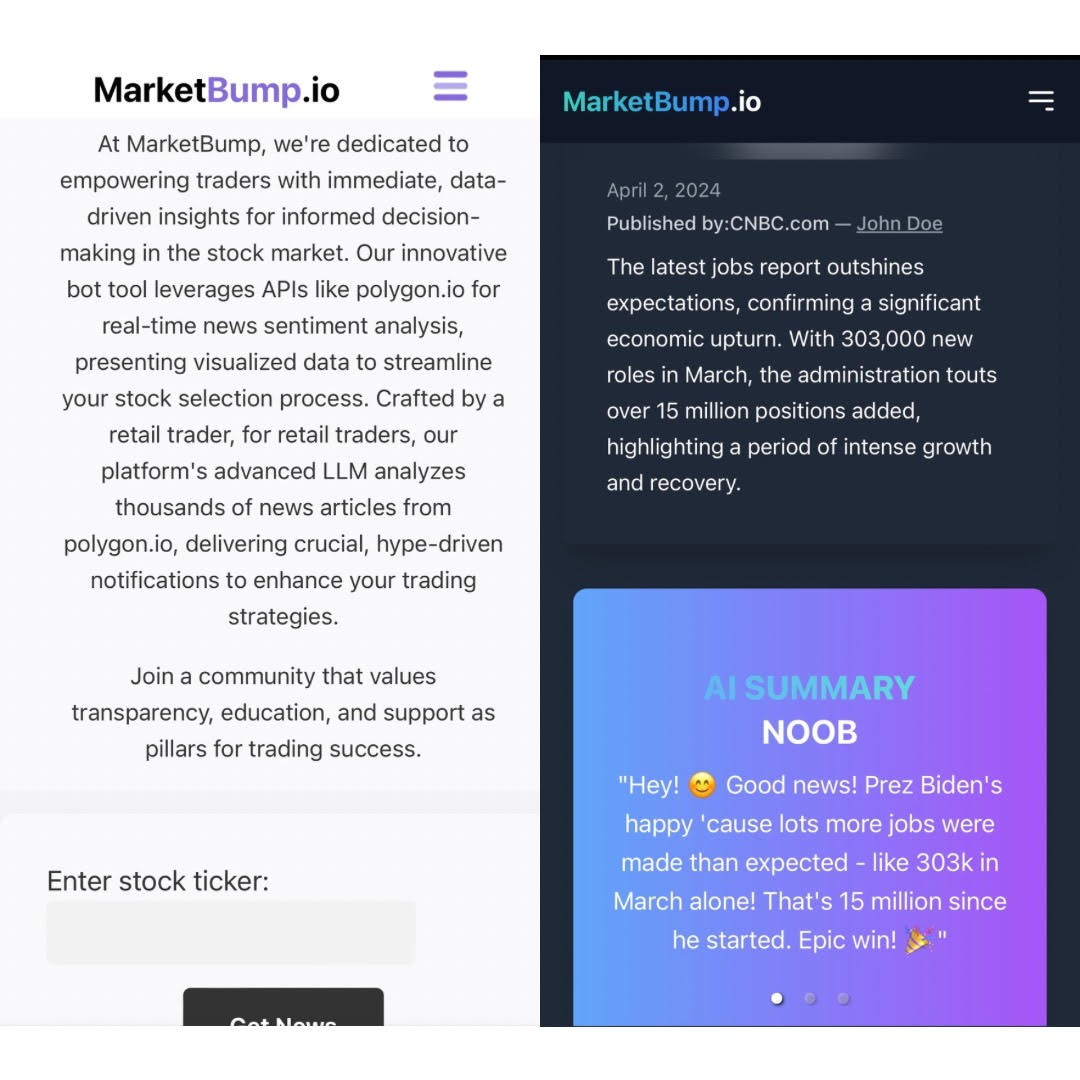 MarketBump.io
At MarketBump, we're dedicated to
empowering traders with immediate, data-
driven insights for informed decision-
making in the stock market. Our innovative
bot tool leverages APIs like polygon.io for
real-time news sentiment analysis,
presenting visualized data to streamline
your stock selection process. Crafted by a
retail trader, for retail traders, our
platform's advanced LLM analyzes
thousands of news articles from
polygon.io, delivering crucial, hype-driven
notifications to enhance your trading
strategies.
Join a community that values
transparency, education, and support as
pillars for trading success.
Enter stock ticker:
Get News
MarketBump.io
April 2, 2024
Published by:CNBC.com — John Doe
The latest jobs report outshines
expectations, confirming a significant
economic upturn. With 303,000 new
roles in March, the administration touts
over 15 million positions added,
highlighting a period of intense growth
and recovery.
AI SUMMARY
NOOB
"Hey! 😊 Good news! Prez Biden's
happy 'cause lots more jobs were
made than expected - like 303k in
March alone! That's 15 million since
he started. Epic win! 🎉"